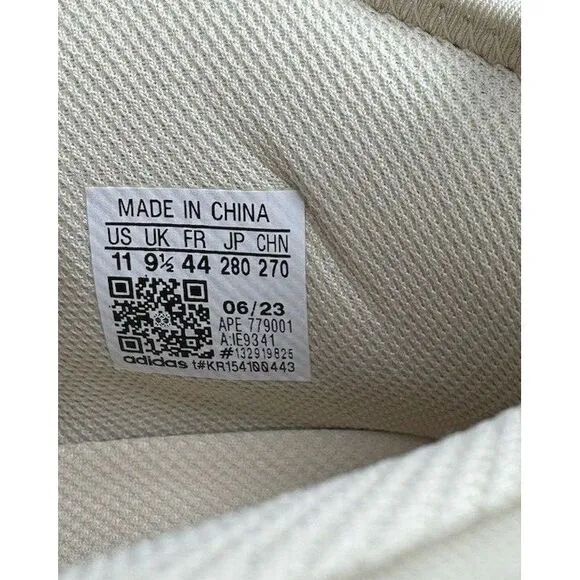 MADE IN CHINA
US UK FR JP CHN
11 9½ 44 280 270
06/23
APE 779001
A:IE9341
#132919825
adidas t#KR154100443